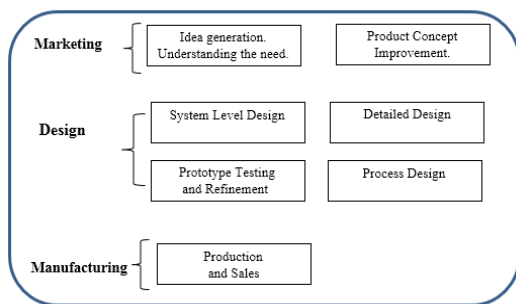 Marketing
Idea generation.
Understanding the need.
Product Concept
Improvement.
Design
System Level Design
Detailed Design
Prototype Testing
and Refinement
Process Design
Manufacturing
Production
and Sales